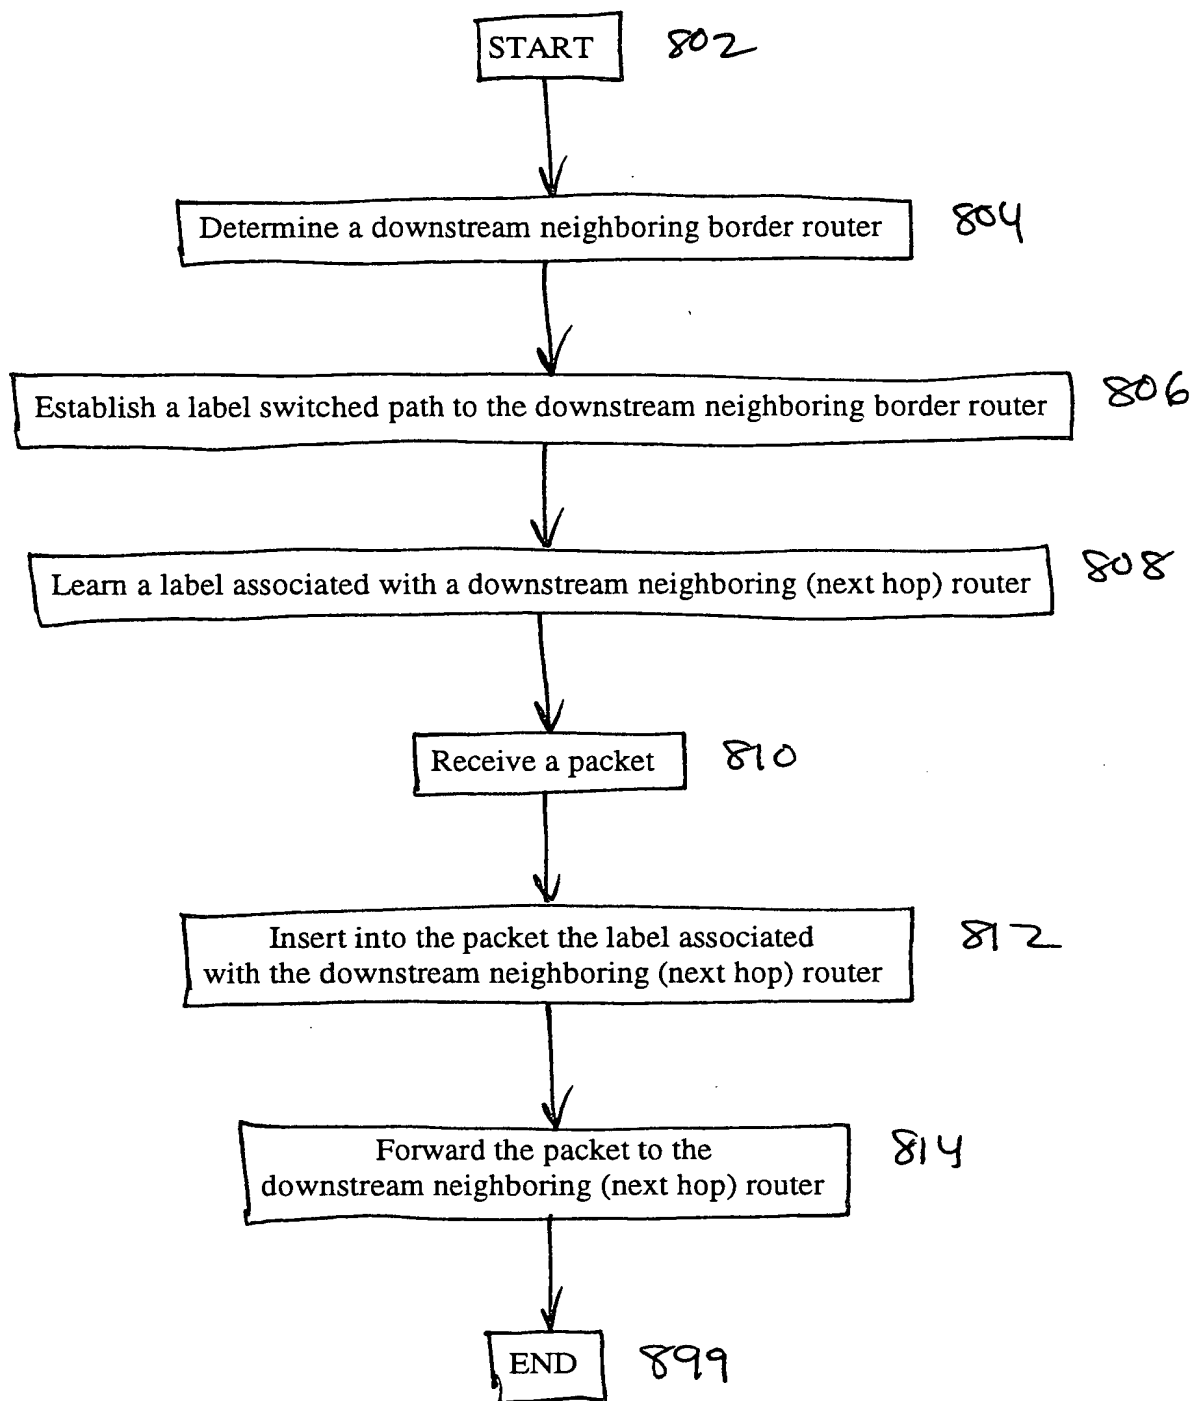 START 802
Determine a downstream neighboring border router 804
Establish a label switched path to the downstream neighboring border router 806
Learn a label associated with a downstream neighboring (next hop) router 808
Receive a packet 810
Insert into the packet the label associated 812
with the downstream neighboring (next hop) router
Forward the packet to the 814
downstream neighboring (next hop) router
END 899